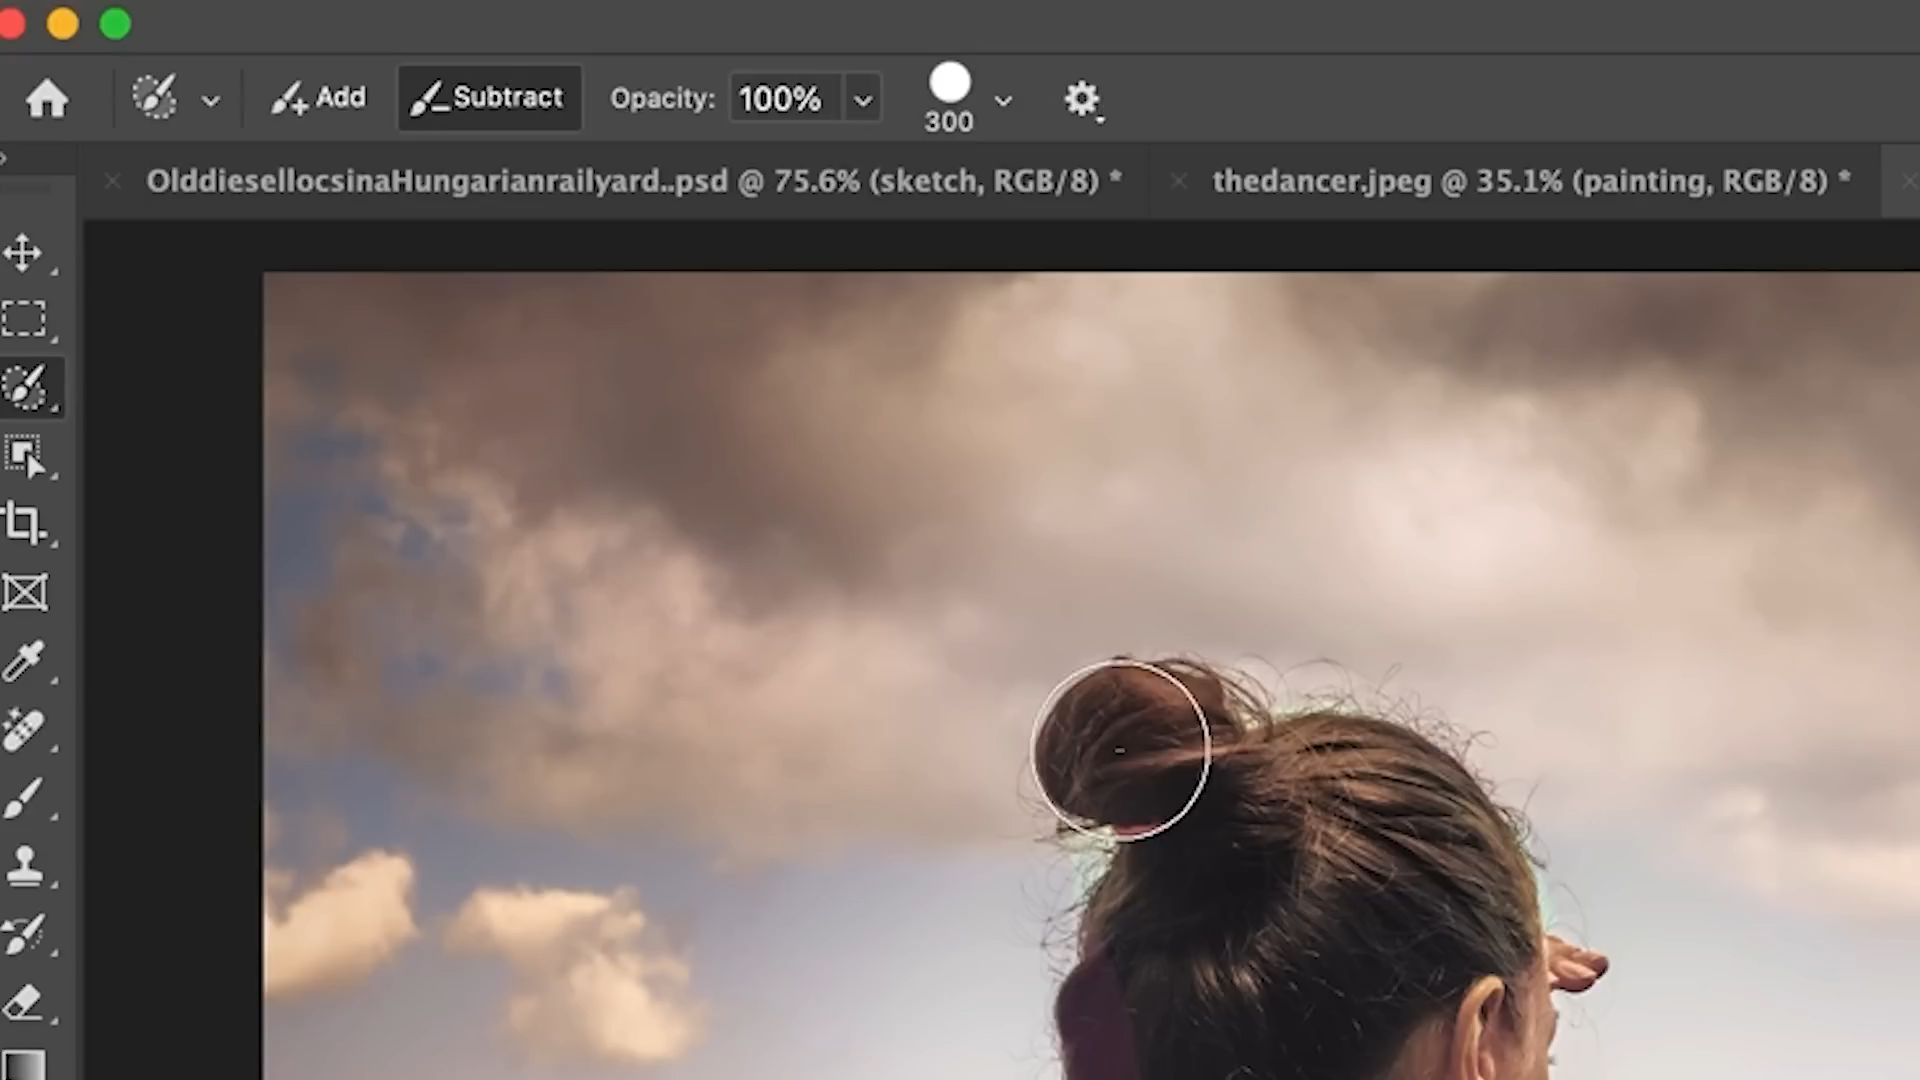 Add Subtract Opacity: 100% 300
OlddiesellocsinaHungarianrailyard..psd @ 75.6% (sketch, RGB/8) * thedancer.jpeg @ 35.1% (painting, RGB/8) *